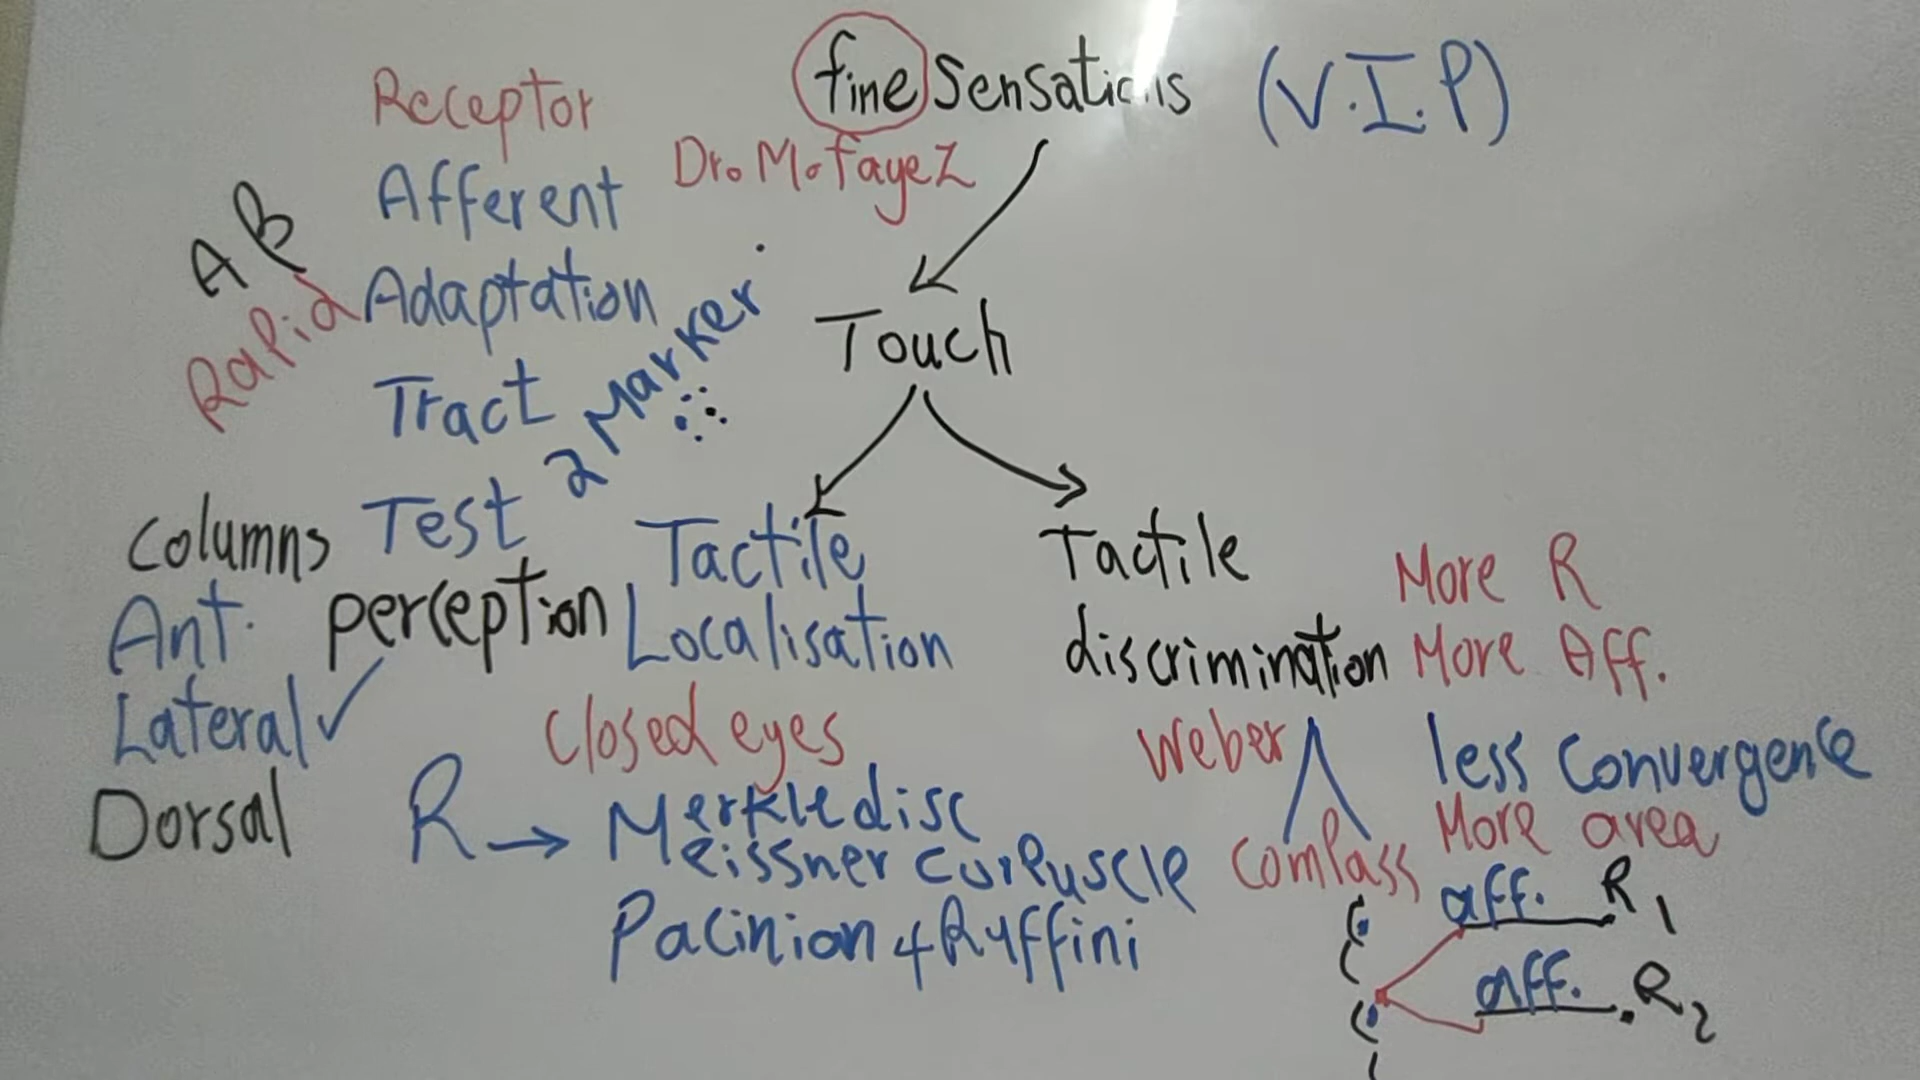 fine Sensations (V.I.P)
Dr. M. Fayez
Receptor
Afferent
Aβ
Adaptation
Rapid
Tract
Test
2 Marker
Touch
Tactile
Localisation
Tactile
discrimination
Columns
Ant.
Lateral ✓
Dorsal
perception
Closed eyes
R → Merkle disc
Meissner Corpuscle
Pacinion & Ruffini
Weber
Compass
More R
More Aff.
less Convergence
More area
aff. R1
aff. R2